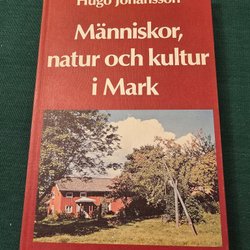 Hugo Johansson
Människor,
natur och kultur
i Mark